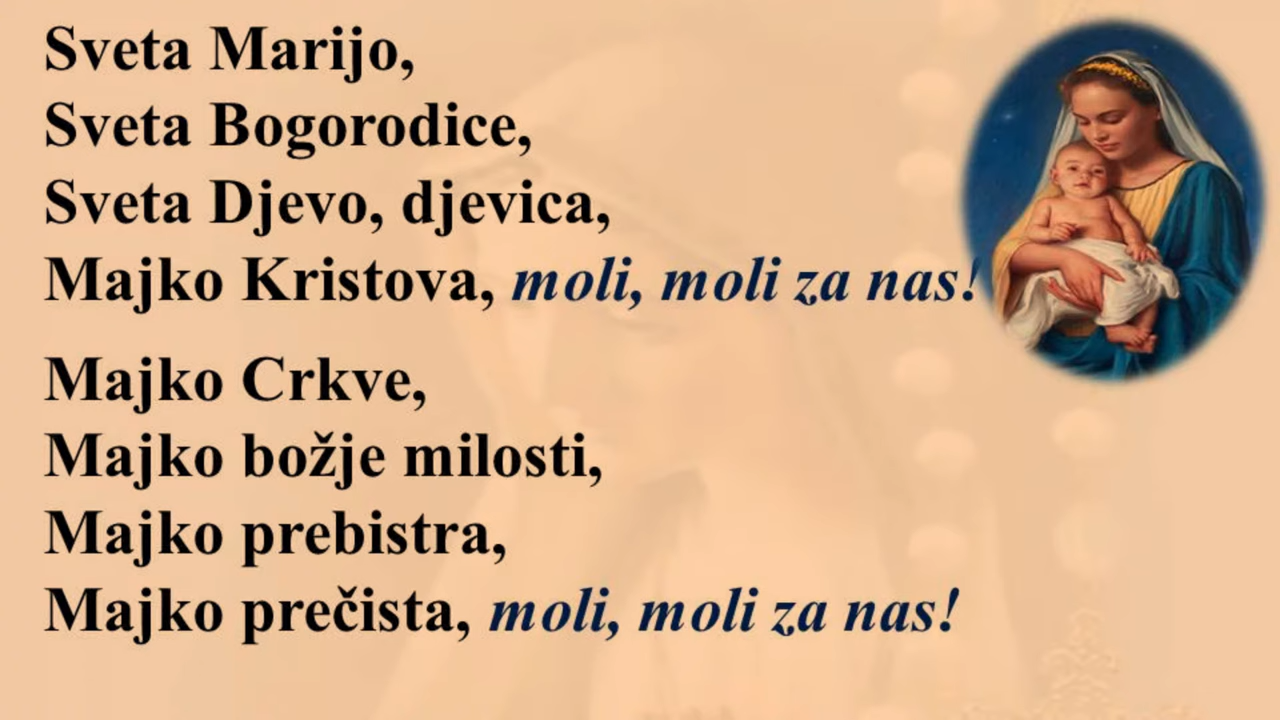 Sveta Marijo,
Sveta Bogorodice,
Sveta Djevo, djevica,
Majko Kristova, moli, moli za nas!
Majko Crkve,
Majko božje milosti,
Majko prebistra,
Majko prečista, moli, moli za nas!